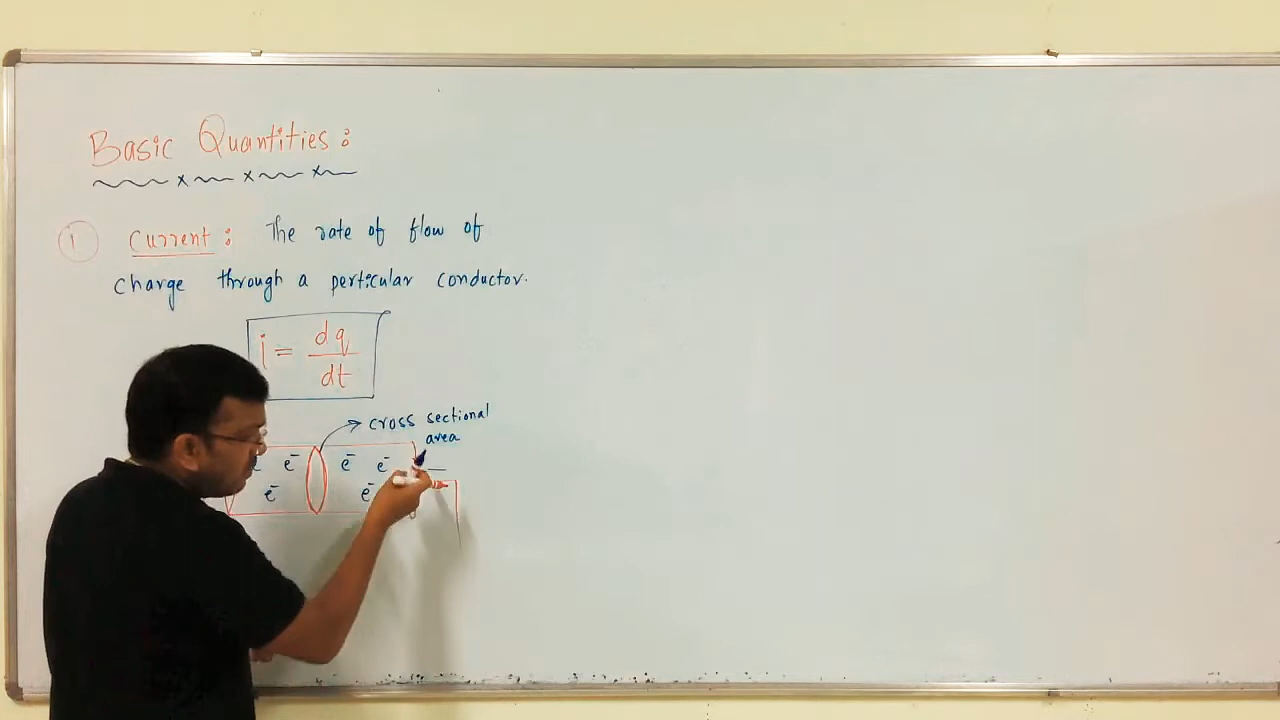 Basic Quantities:
1 Current: The rate of flow of
charge through a perticular conductor.
i = dq/dt
cross sectional
area
e⁻ e⁻ e⁻ e⁻
e⁻ e⁻